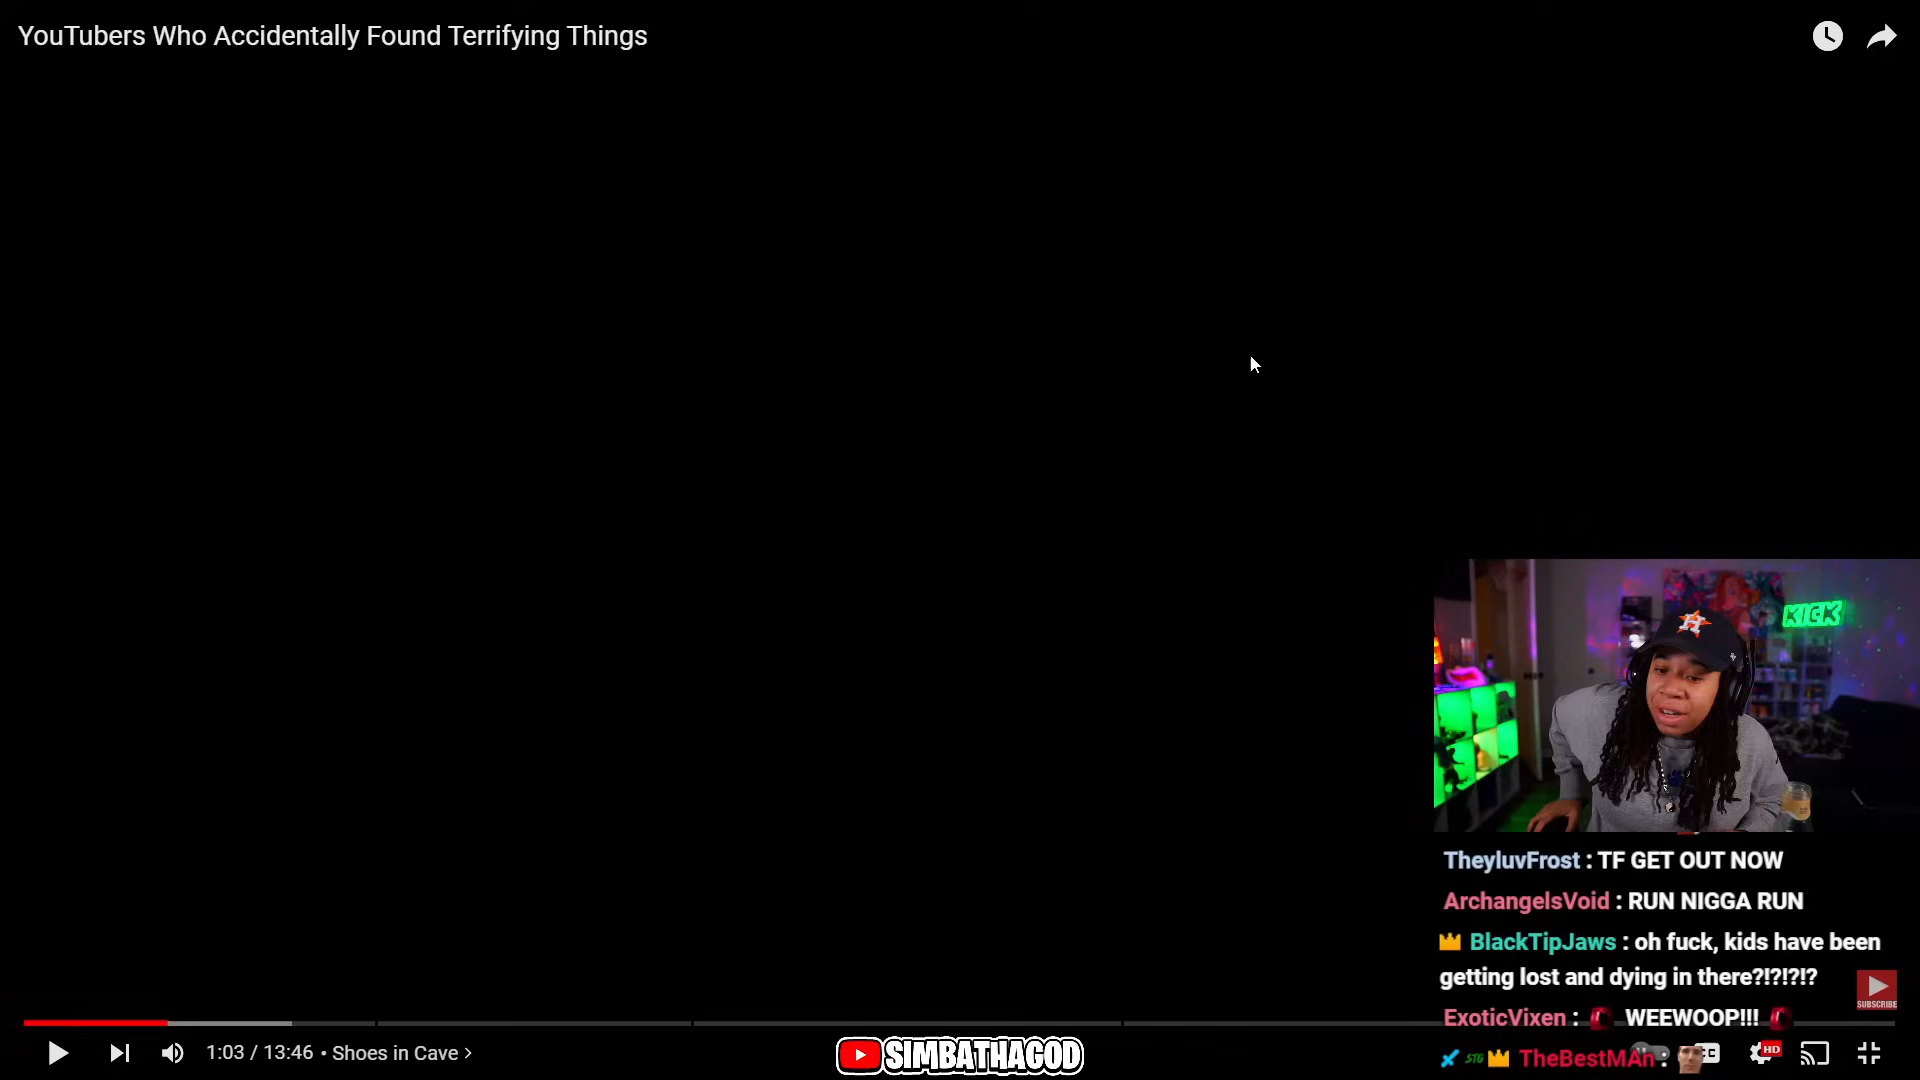 YouTubers Who Accidentally Found Terrifying Things
KICK
H
TheyluvFrost : TF GET OUT NOW
ArchangelsVoid : RUN NIGGA RUN
BlackTipJaws : oh fuck, kids have been
getting lost and dying in there?!?!?!?
SUBSCRIBE
ExoticVixen : WEEWOOP!!!
STG TheBestMAn :
HD
1:03 / 13:46 • Shoes in Cave >
SIMBATHAGOD